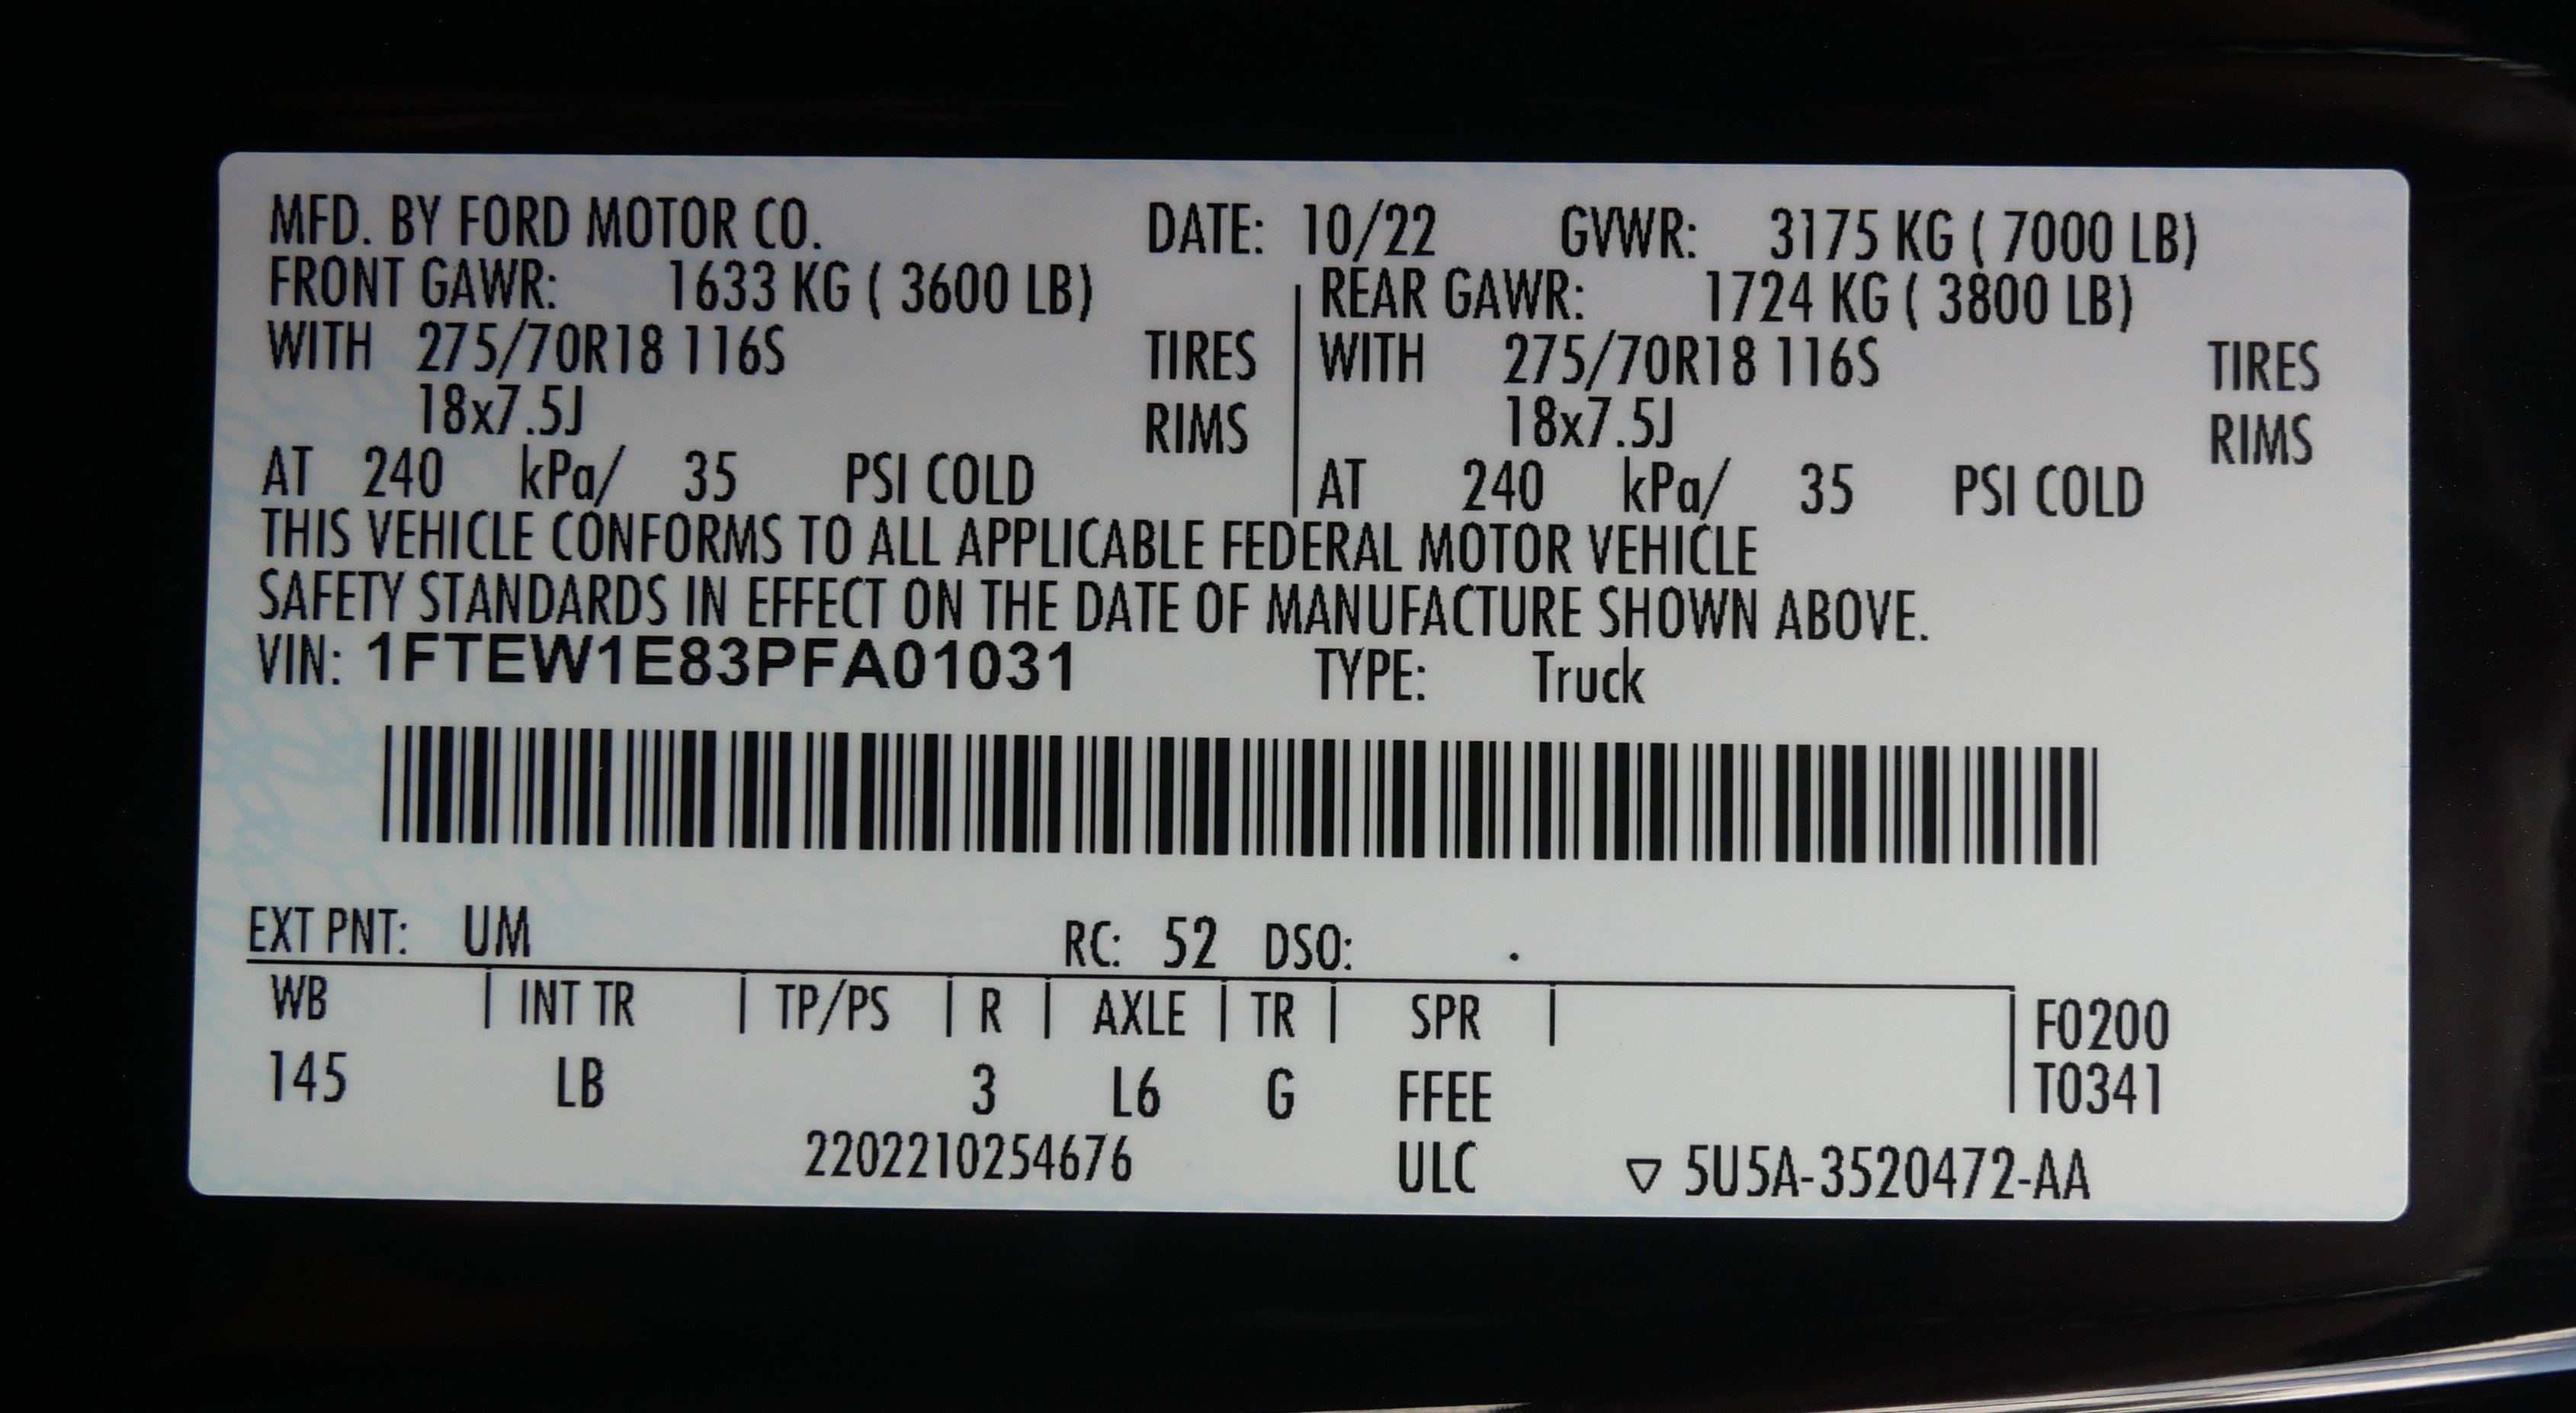 MFD. BY FORD MOTOR CO. DATE: 10/22 GVWR: 3175 KG ( 7000 LB)
FRONT GAWR: 1633 KG ( 3600 LB) REAR GAWR: 1724 KG ( 3800 LB)
WITH 275/70R18 116S TIRES WITH 275/70R18 116S TIRES
18x7.5J RIMS 18x7.5J RIMS
AT 240 kPa/ 35 PSI COLD AT 240 kPa/ 35 PSI COLD
THIS VEHICLE CONFORMS TO ALL APPLICABLE FEDERAL MOTOR VEHICLE
SAFETY STANDARDS IN EFFECT ON THE DATE OF MANUFACTURE SHOWN ABOVE.
VIN: 1FTEW1E83PFA01031 TYPE: Truck
EXT PNT: UM RC: 52 DSO: .
WB | INT TR | TP/PS | R | AXLE | TR | SPR | F0200
145 LB 3 L6 G FFEE T0341
2202210254676 ULC ▽ 5U5A-3520472-AA